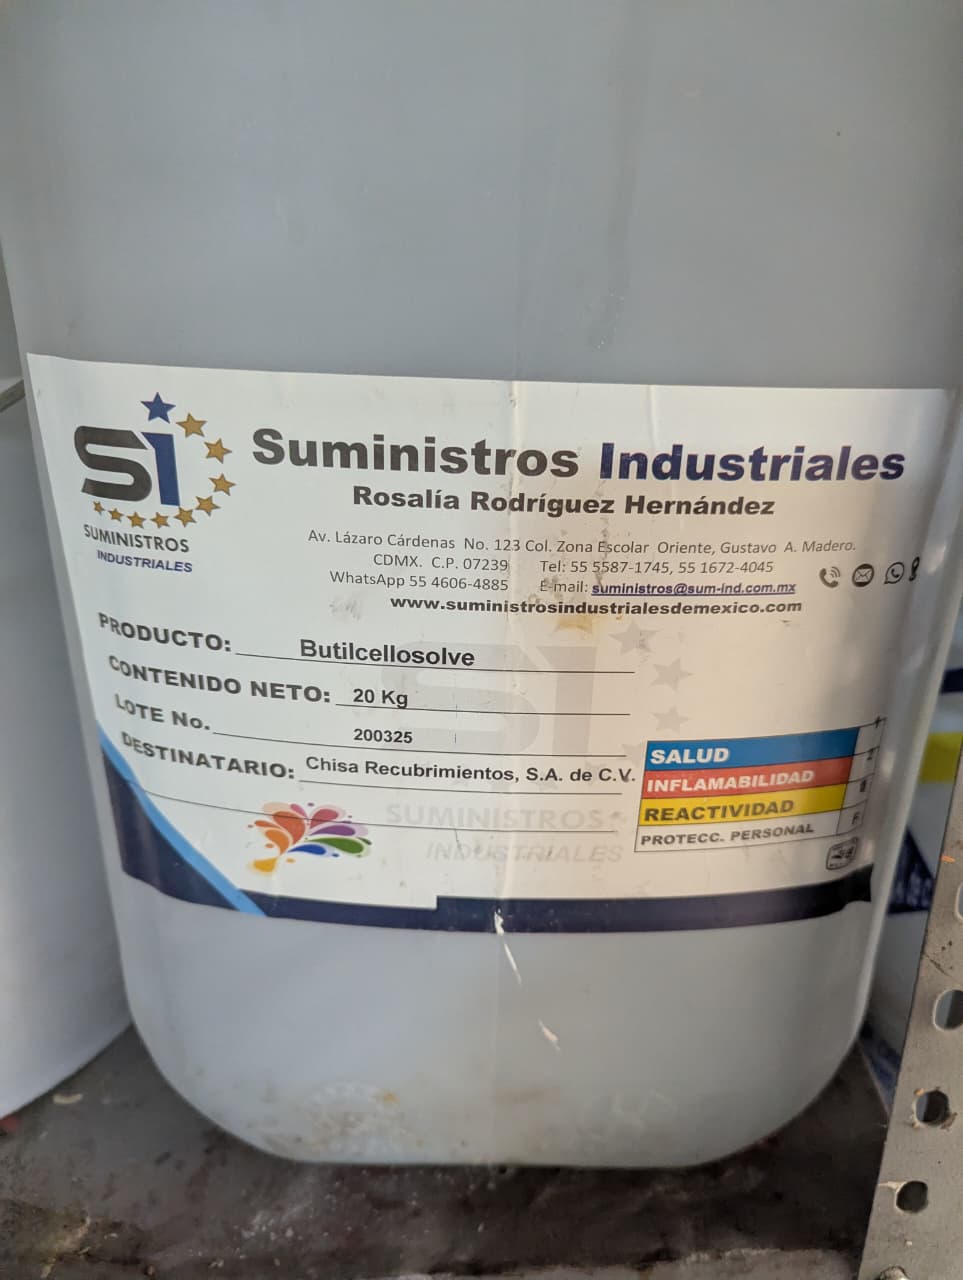 SI
SUMINISTROS
INDUSTRIALES
Suministros Industriales
Rosalía Rodríguez Hernández
Av. Lázaro Cárdenas No. 123 Col. Zona Escolar Oriente, Gustavo A. Madero.
CDMX. C.P. 07239 Tel: 55 5587-1745, 55 1672-4045
WhatsApp 55 4606-4885 E-mail: suministros@sum-ind.com.mx
www.suministrosindustrialesdemexico.com
PRODUCTO: Butilcellosolve
CONTENIDO NETO: 20 Kg
LOTE No. 200325
DESTINATARIO: Chisa Recubrimientos, S.A. de C.V.
SI
SUMINISTROS
INDUSTRIALES
SALUD
INFLAMABILIDAD
REACTIVIDAD
PROTECC. PERSONAL